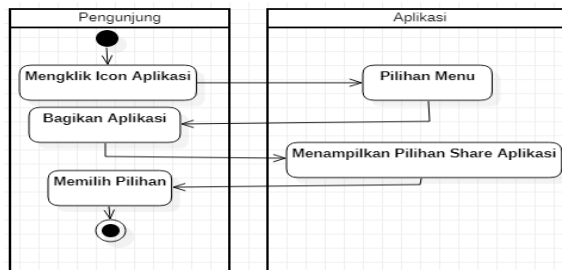 Pengunjung
Aplikasi
Mengklik Icon Aplikasi
Pilihan Menu
Bagikan Aplikasi
Menampilkan Pilihan Share Aplikasi
Memilih Pilihan